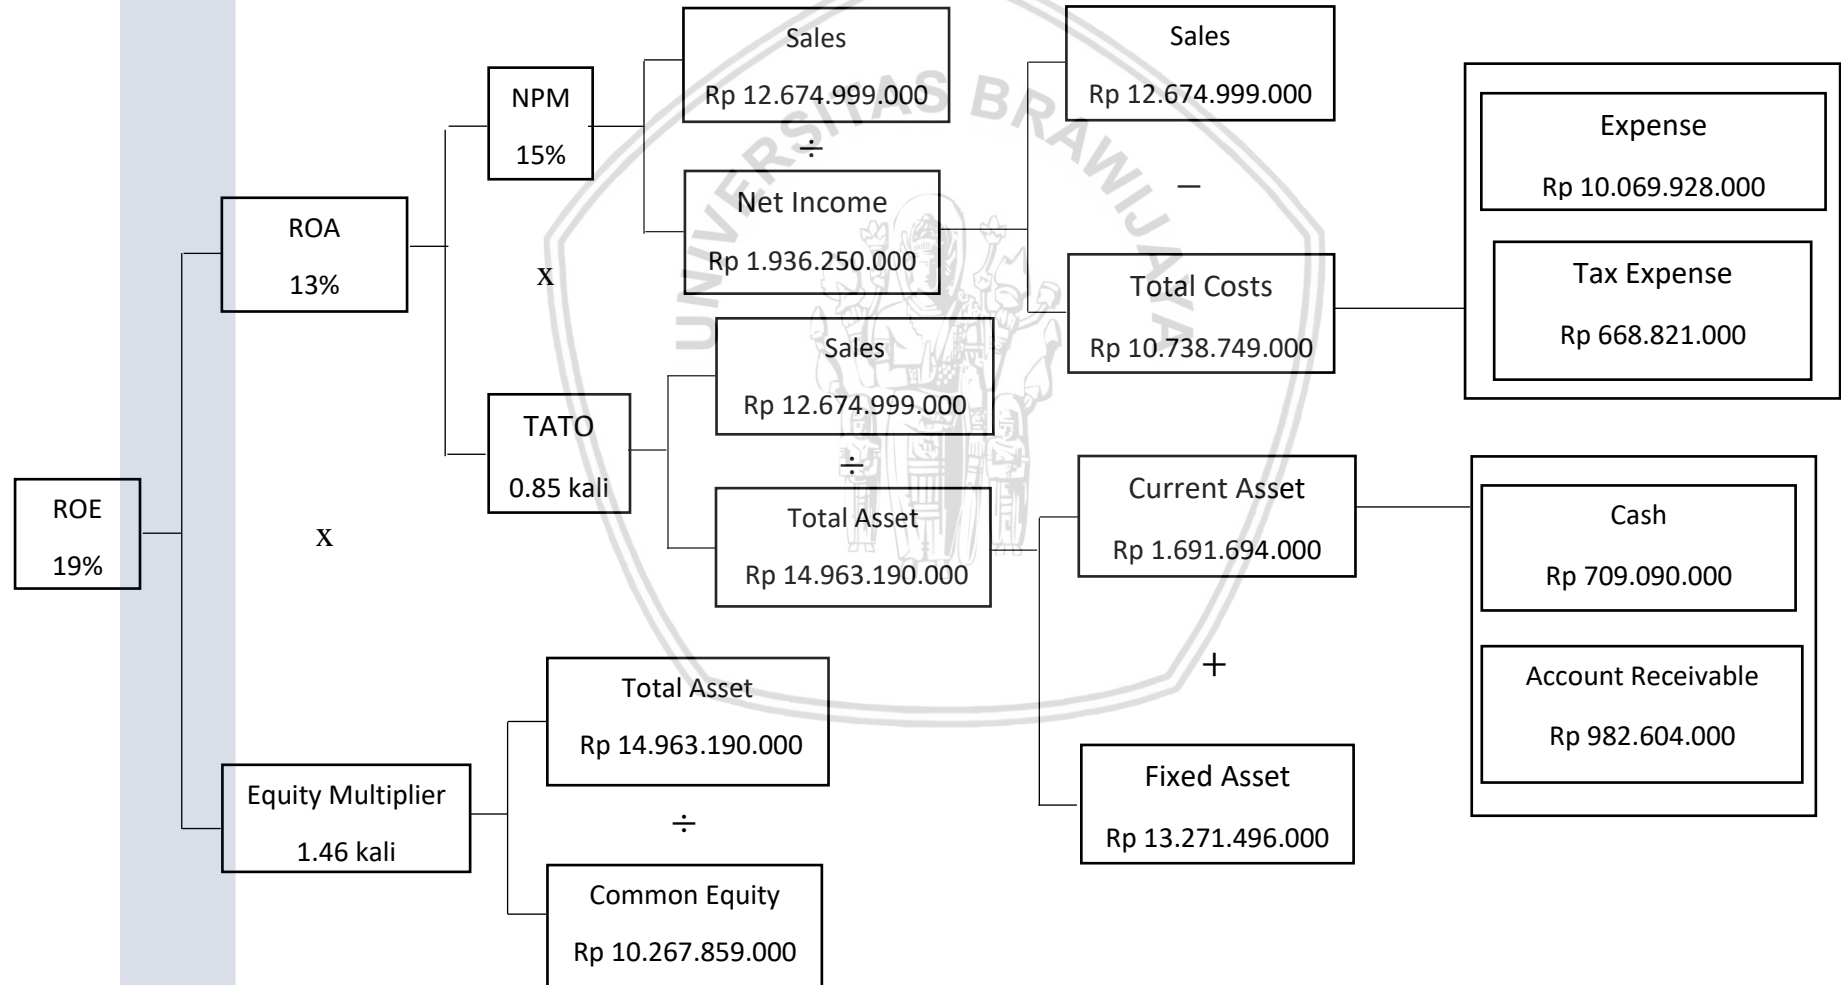 Sales
Rp 12.674.999.000
÷
Net Income
Rp 1.936.250.000
Sales
Rp 12.674.999.000
–
Total Costs
Rp 10.738.749.000
Expense
Rp 10.069.928.000
Tax Expense
Rp 668.821.000
NPM
15%
ROA
13%
x
TATO
0.85 kali
Sales
Rp 12.674.999.000
÷
Total Asset
Rp 14.963.190.000
Current Asset
Rp 1.691.694.000
+
Fixed Asset
Rp 13.271.496.000
Cash
Rp 709.090.000
Account Receivable
Rp 982.604.000
ROE
19%
x
Equity Multiplier
1.46 kali
Total Asset
Rp 14.963.190.000
÷
Common Equity
Rp 10.267.859.000
UNIVERSITAS BRAWIJAYA